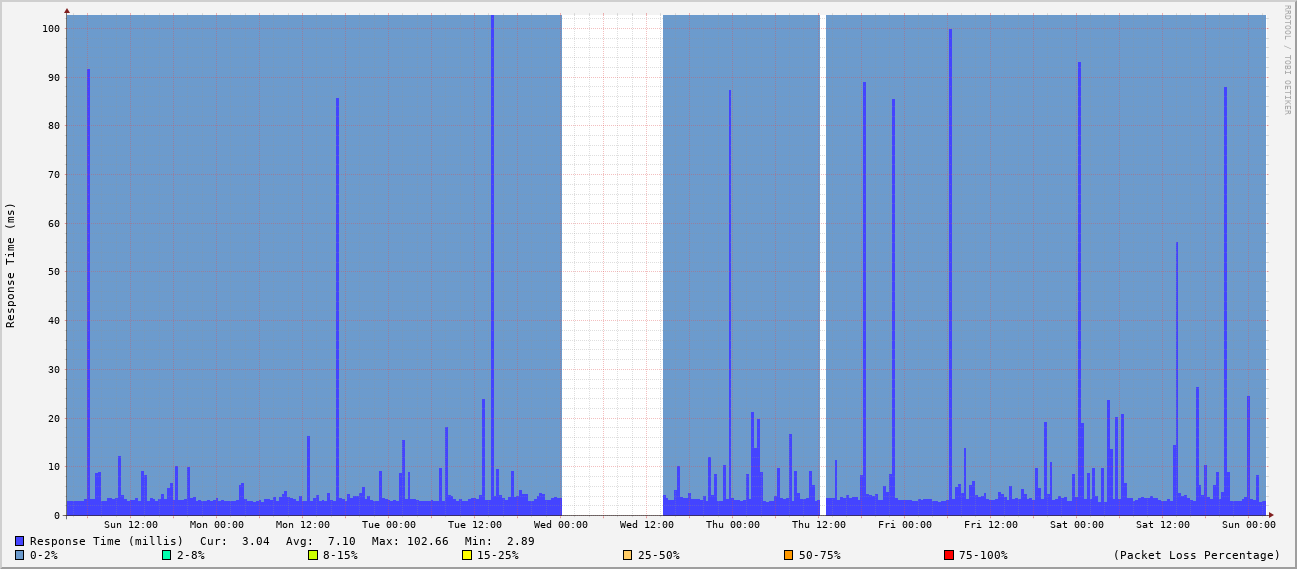 RRDTOOL / TOBI OETIKER
Response Time (ms)
100
90
80
70
60
50
40
30
20
10
0
Sun 12:00 Mon 00:00 Mon 12:00 Tue 00:00 Tue 12:00 Wed 00:00 Wed 12:00 Thu 00:00 Thu 12:00 Fri 00:00 Fri 12:00 Sat 00:00 Sat 12:00 Sun 00:00
Response Time (millis) Cur: 3.04 Avg: 7.10 Max: 102.66 Min: 2.89
0-2% 2-8% 8-15% 15-25% 25-50% 50-75% 75-100% (Packet Loss Percentage)